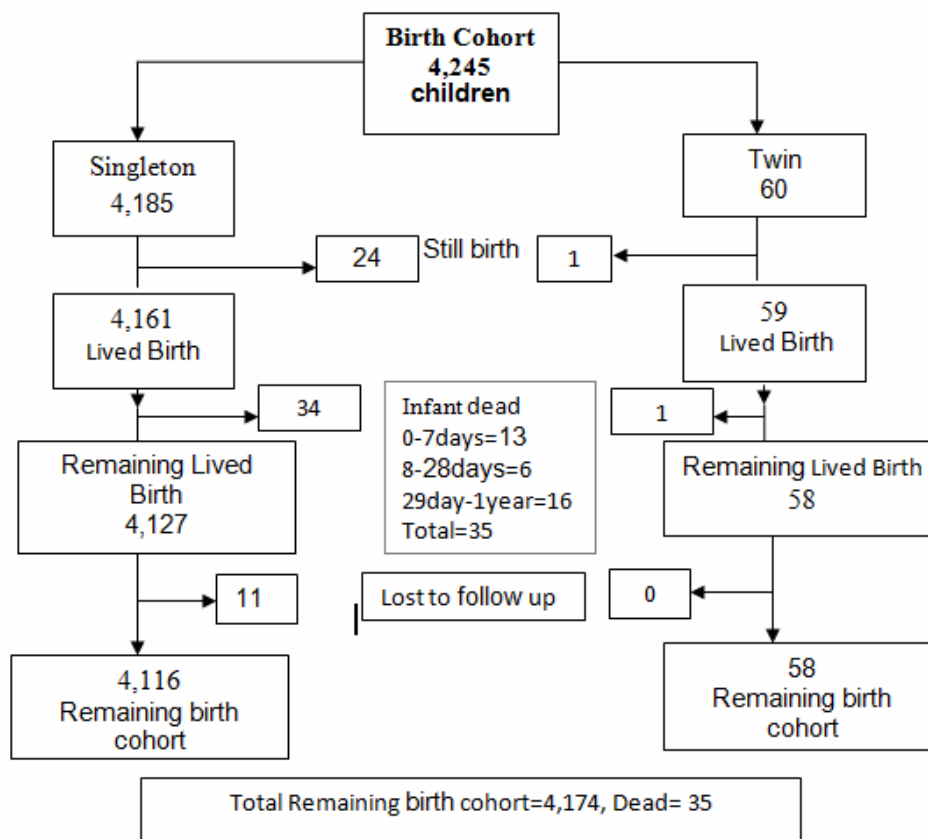 Birth Cohort
4,245
children
Singleton
4,185
Twin
60
24
Still birth
1
4,161
Lived Birth
59
Lived Birth
34
Infant dead
0-7days=13
8-28days=6
29day-1year=16
Total=35
1
Remaining Lived
Birth
4,127
Remaining Lived Birth
58
11
Lost to follow up
0
4,116
Remaining birth
cohort
58
Remaining birth
cohort
Total Remaining birth cohort=4,174, Dead= 35